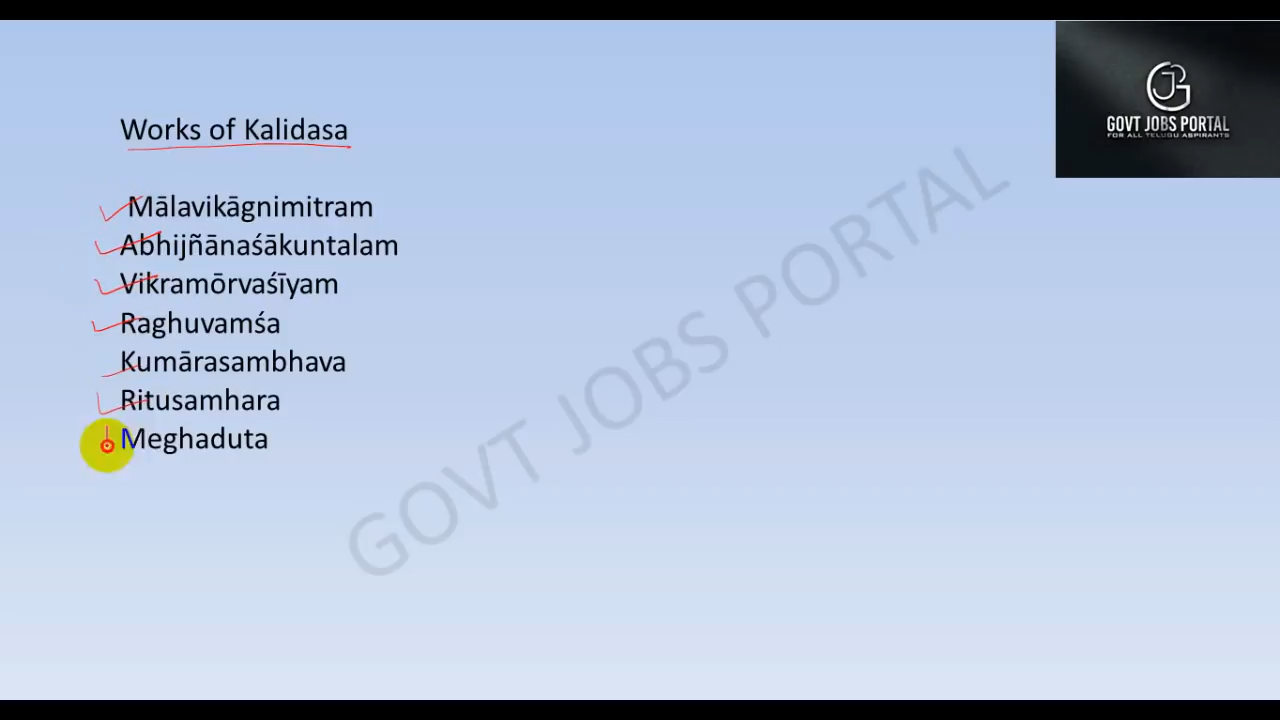 Works of Kalidasa
Mālavikāgnimitram
Abhijñānaśākuntalam
Vikramōrvaśīyam
Raghuvamśa
Kumārasambhava
Ritusamhara
Meghaduta
GOVT JOBS PORTAL
FOR ALL TELUGU ASPIRANTS
GOVT JOBS PORTAL